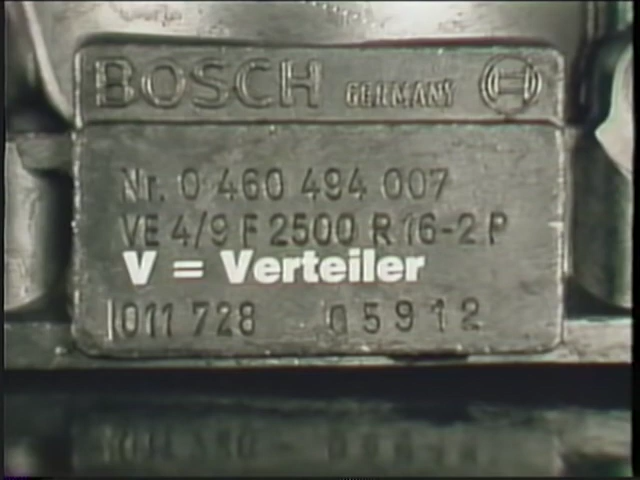 BOSCH GERMANY
Nr. 0 460 494 007
VE 4/9 F 2500 R 16-2 P
V = Verteiler
011 728 05912